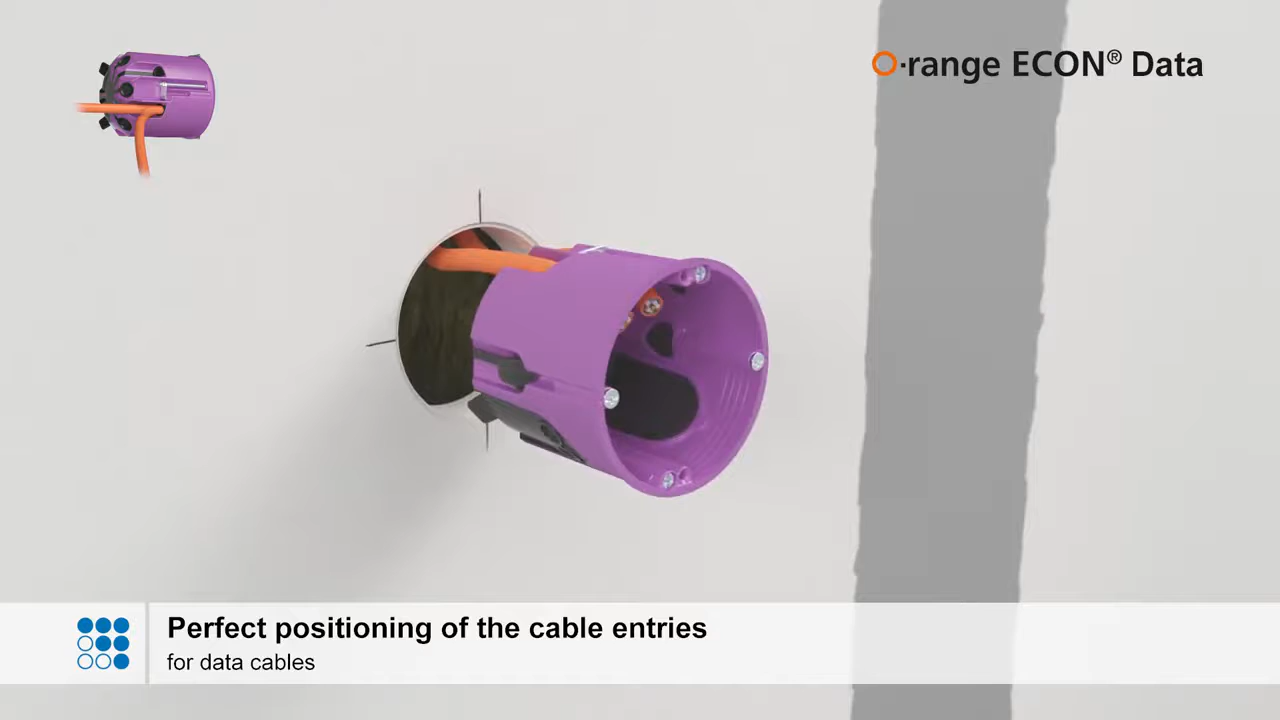 O·range ECON® Data
Perfect positioning of the cable entries
for data cables